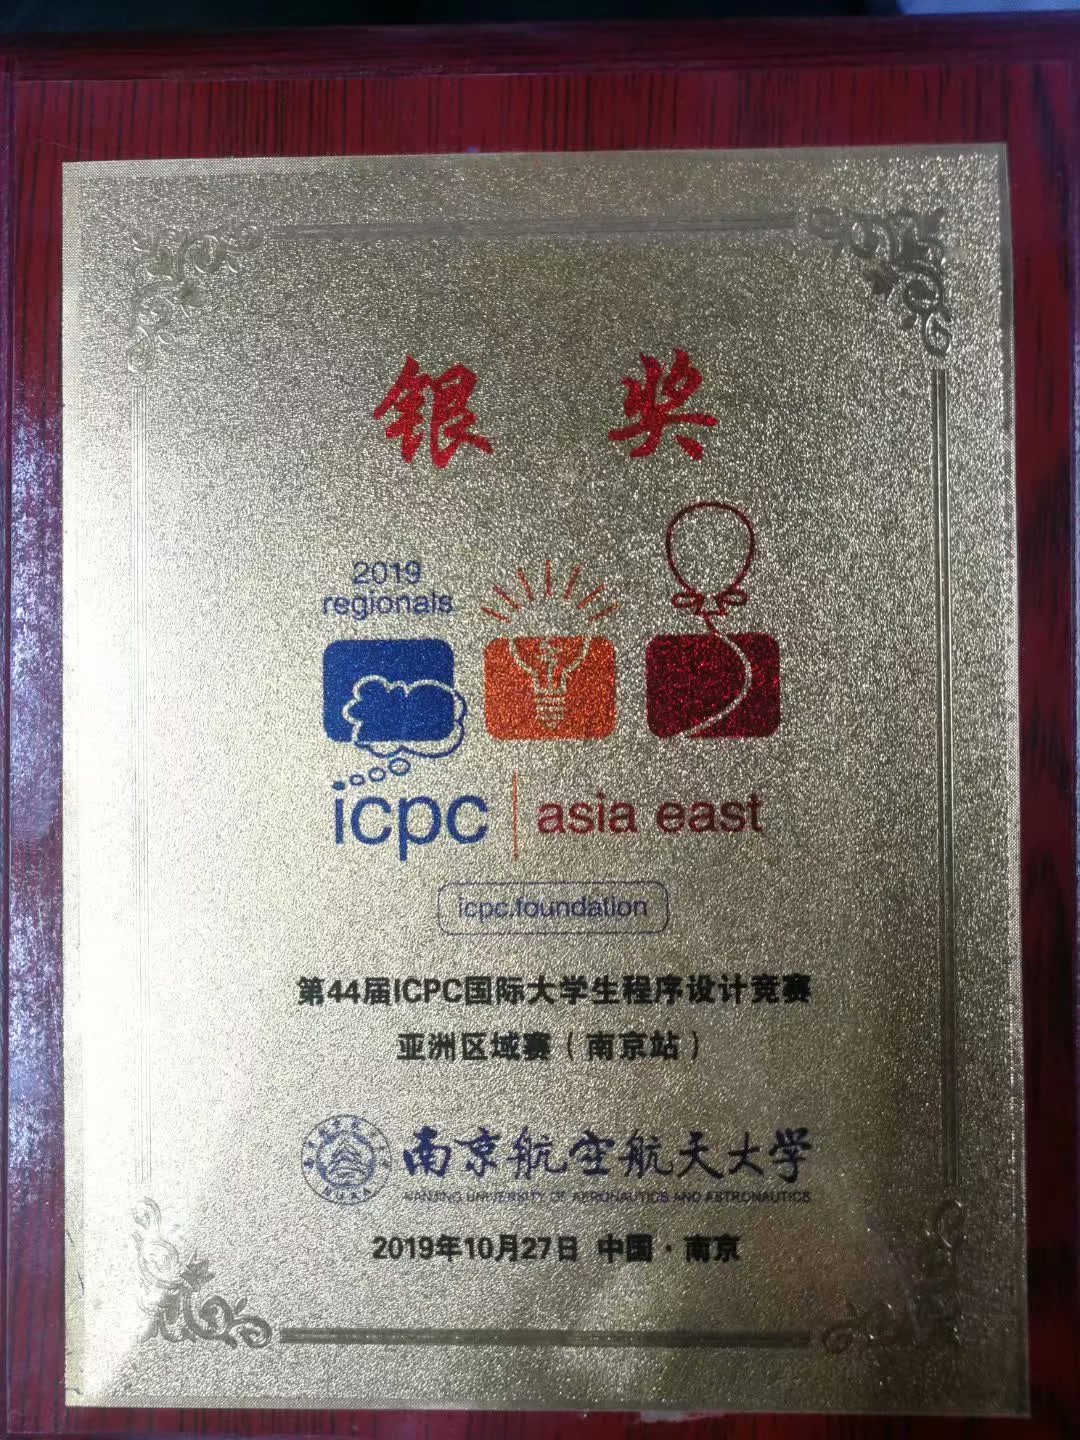 银奖
2019
regionals
icpc | asia east
icpc.foundation
第44届ICPC国际大学生程序设计竞赛
亚洲区域赛（南京站）
南京航空航天大学
NANJING UNIVERSITY OF AERONAUTICS AND ASTRONAUTICS
2019年10月27日 中国·南京